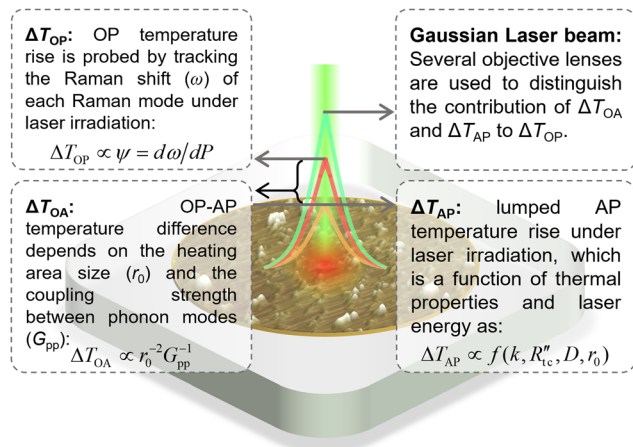 ΔT_OP: OP temperature
rise is probed by tracking
the Raman shift (ω) of
each Raman mode under
laser irradiation:
ΔT_OP ∝ ψ = dω/dP
Gaussian Laser beam:
Several objective lenses
are used to distinguish
the contribution of ΔT_OA
and ΔT_AP to ΔT_OP.
ΔT_OA: OP-AP
temperature difference
depends on the heating
area size (r₀) and the
coupling strength
between phonon modes
(G_pp):
ΔT_OA ∝ r₀⁻² G_pp⁻¹
ΔT_AP: lumped AP
temperature rise under
laser irradiation, which
is a function of thermal
properties and laser
energy as:
ΔT_AP ∝ f(k, R″_tc, D, r₀)